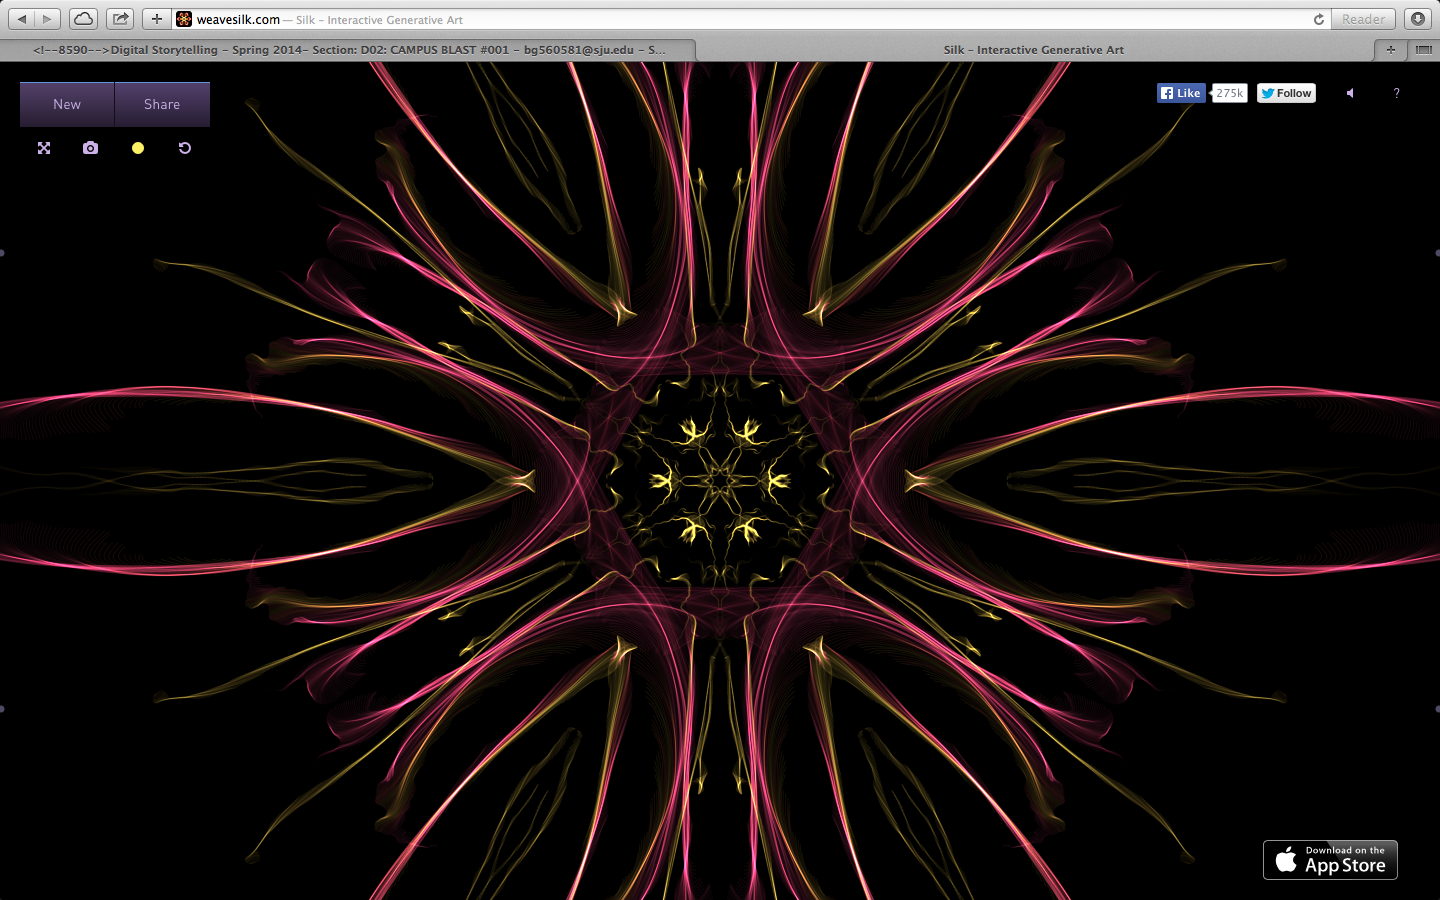 weavesilk.com — Silk – Interactive Generative Art
Reader
<!--8590-->Digital Storytelling – Spring 2014– Section: D02: CAMPUS BLAST #001 – bg560581@sju.edu – S...
Silk – Interactive Generative Art
New
Share
Like
275k
Follow
?
Download on the
App Store